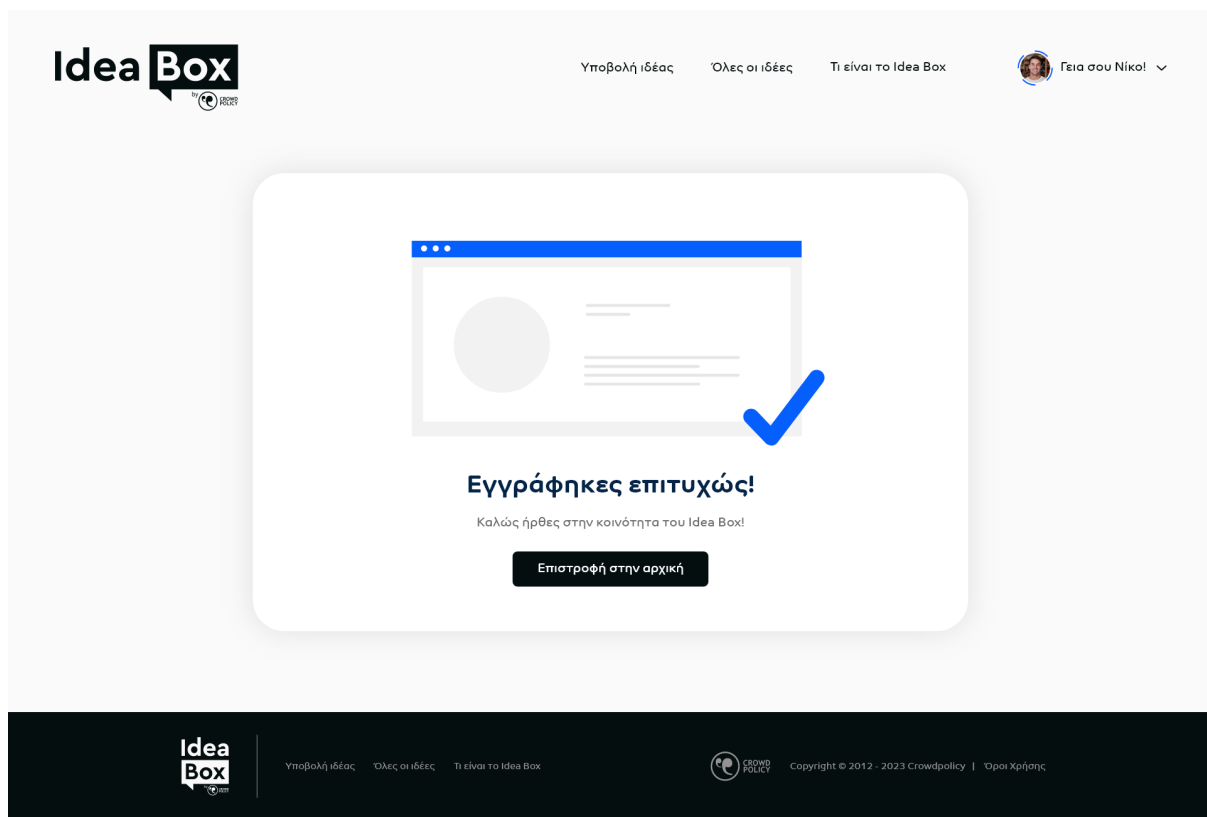 Idea Box
by CROWD POLICY
Υποβολή ιδέας Όλες οι ιδέες Τι είναι το Idea Box Γεια σου Νίκο!
Εγγράφηκες επιτυχώς!
Καλώς ήρθες στην κοινότητα του Idea Box!
Επιστροφή στην αρχική
Idea
Box
Υποβολή ιδέας Όλες οι ιδέες Τι είναι το Idea Box
CROWD
POLICY
Copyright © 2012 - 2023 Crowdpolicy | Όροι Χρήσης